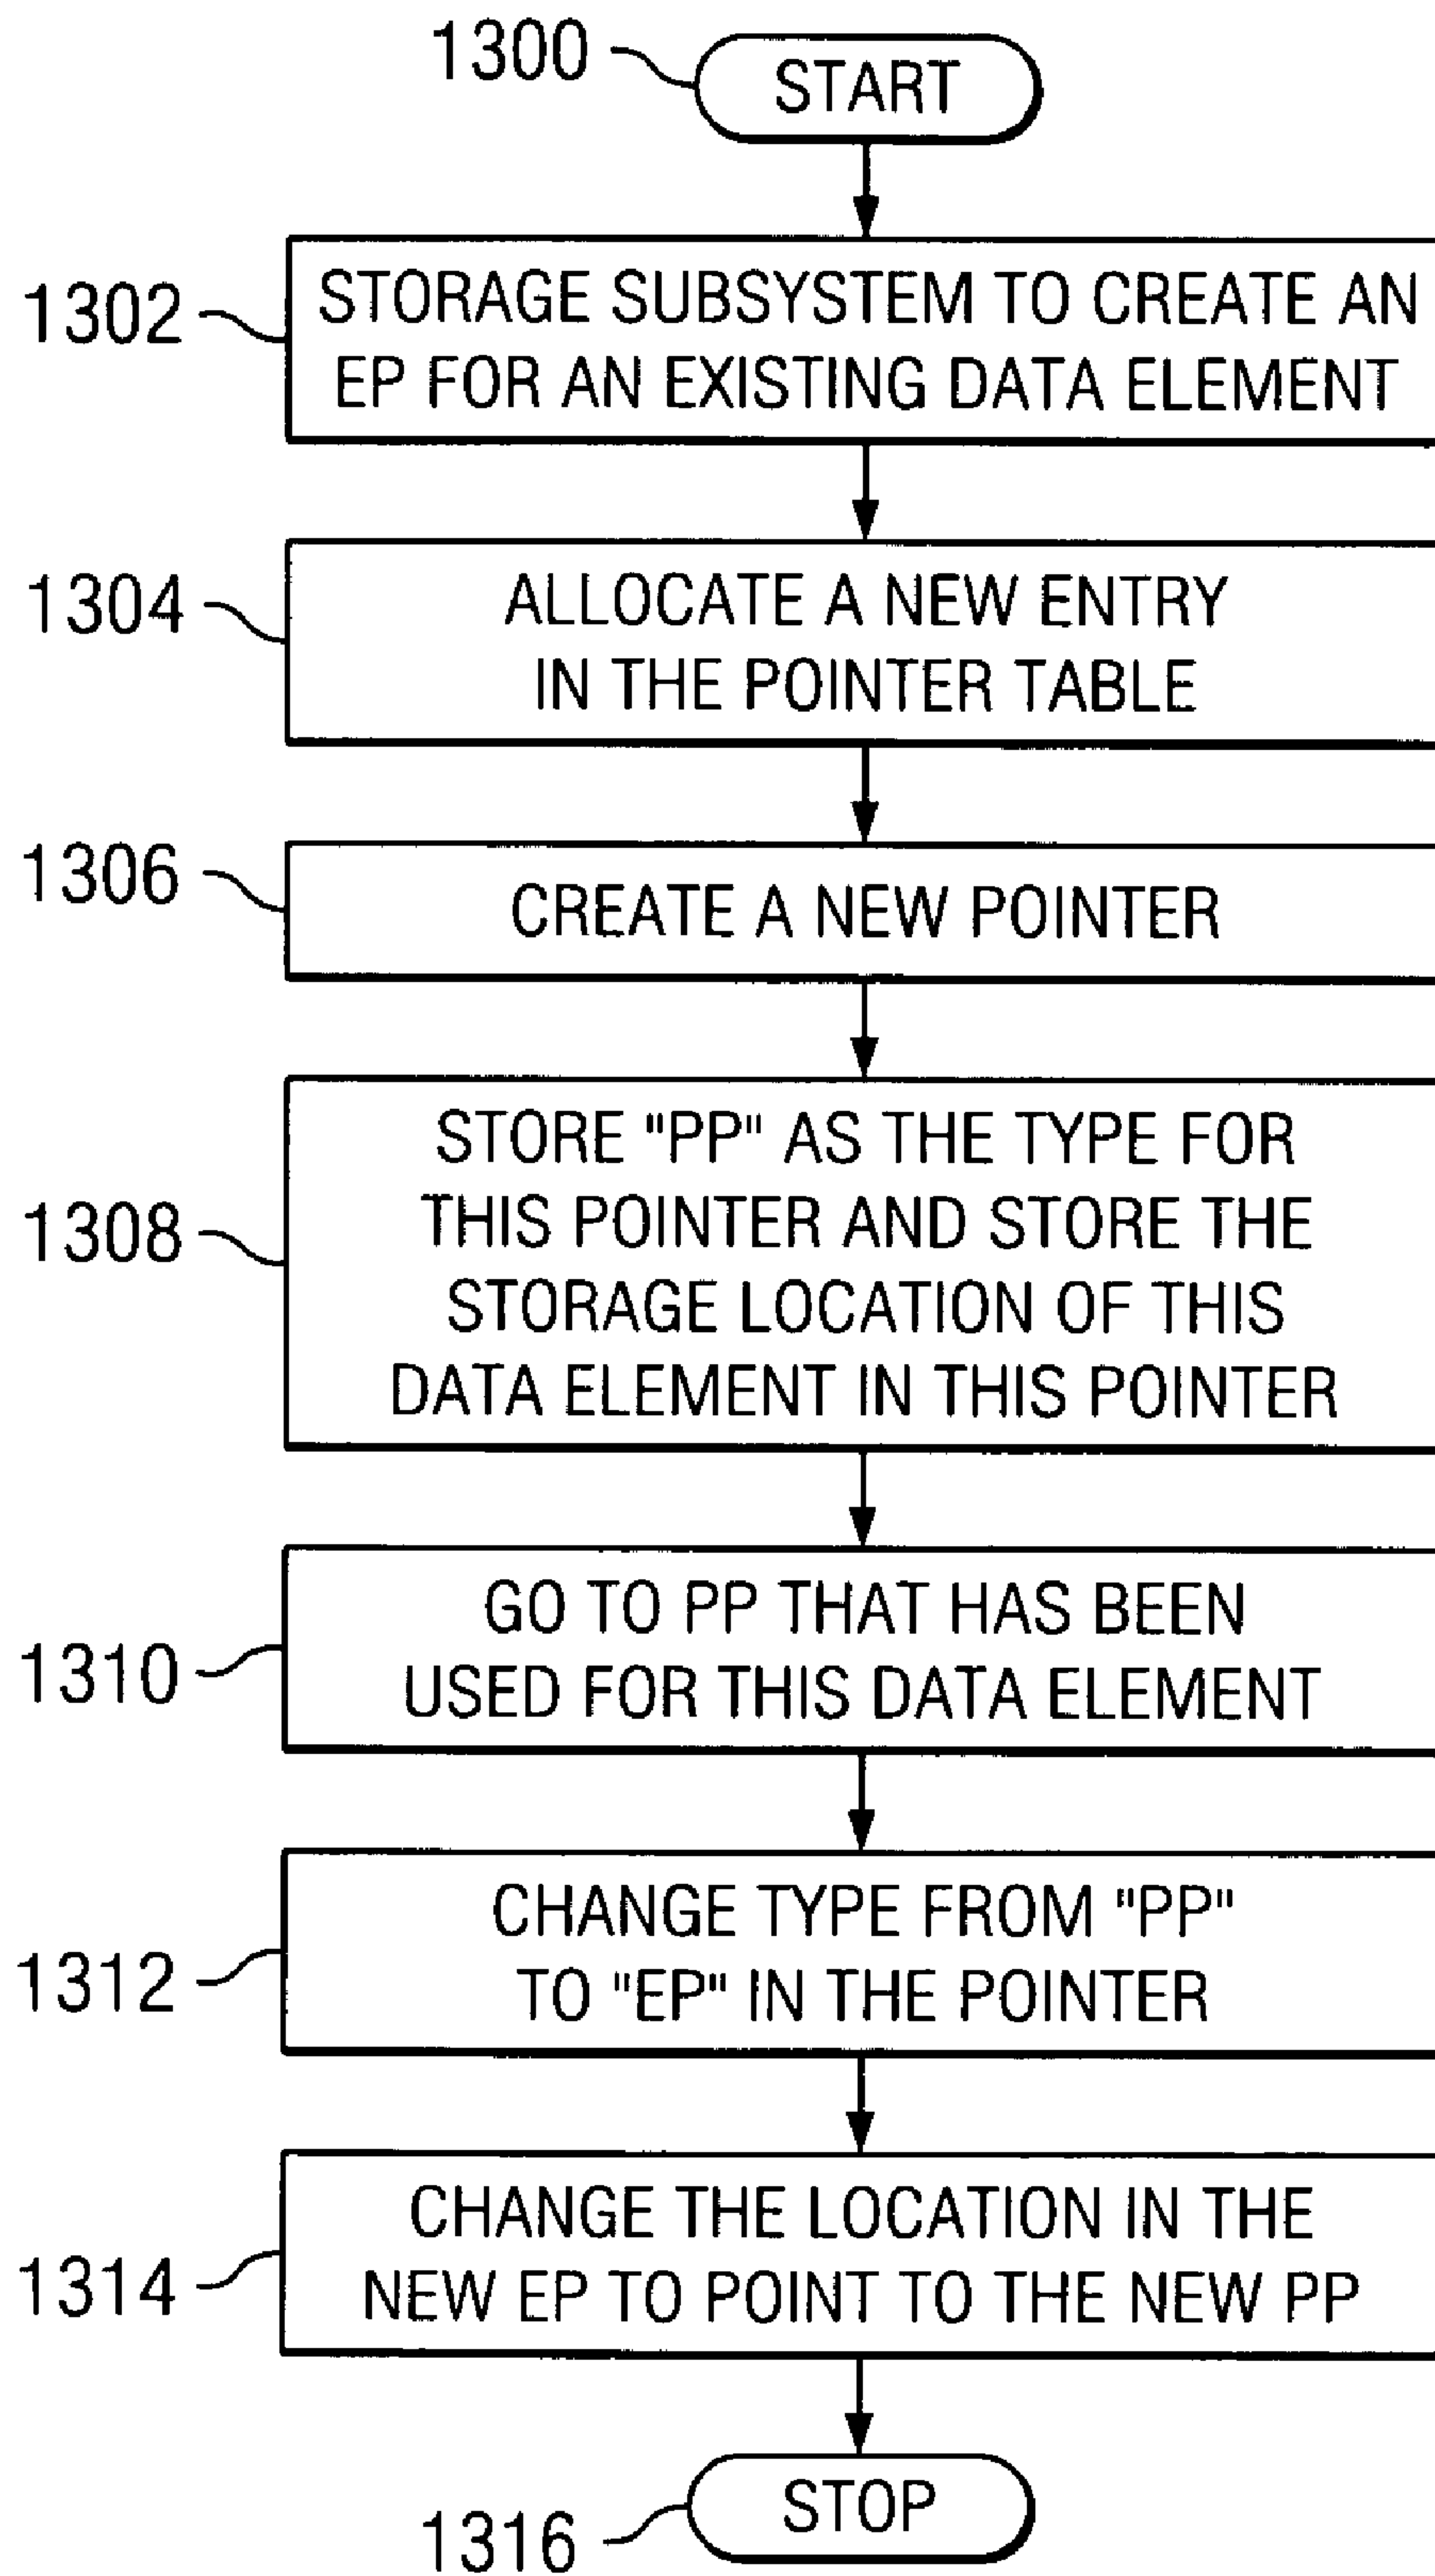 1300
START
1302
STORAGE SUBSYSTEM TO CREATE AN
EP FOR AN EXISTING DATA ELEMENT
1304
ALLOCATE A NEW ENTRY
IN THE POINTER TABLE
1306
CREATE A NEW POINTER
1308
STORE "PP" AS THE TYPE FOR
THIS POINTER AND STORE THE
STORAGE LOCATION OF THIS
DATA ELEMENT IN THIS POINTER
1310
GO TO PP THAT HAS BEEN
USED FOR THIS DATA ELEMENT
1312
CHANGE TYPE FROM "PP"
TO "EP" IN THE POINTER
1314
CHANGE THE LOCATION IN THE
NEW EP TO POINT TO THE NEW PP
STOP
1316